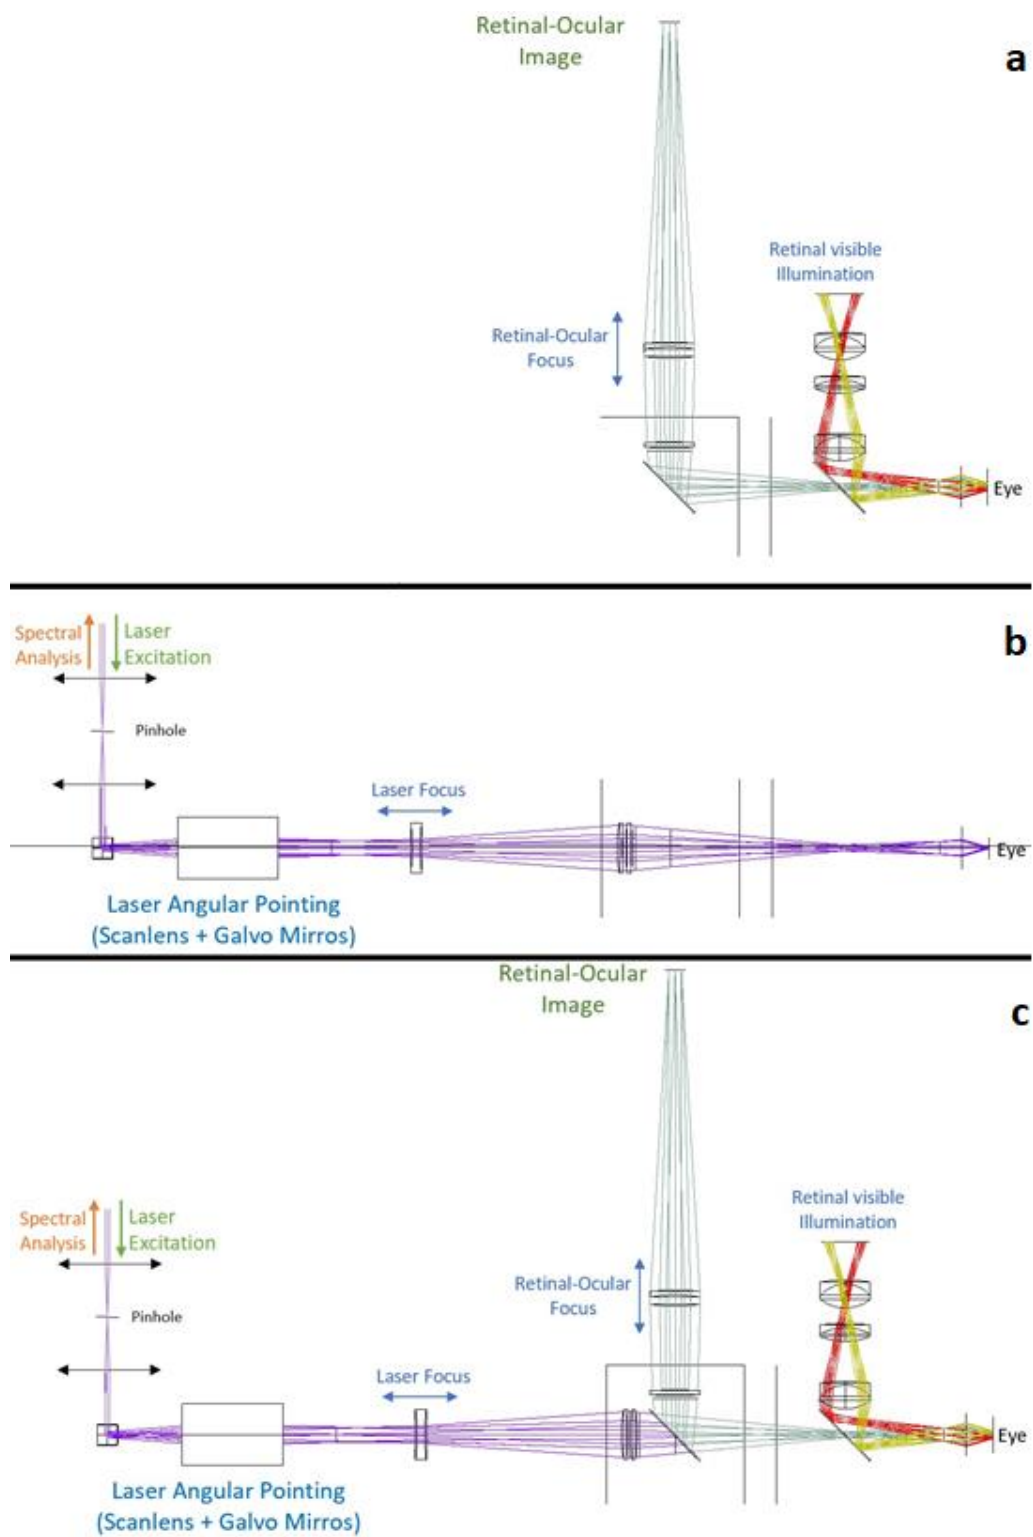 Retinal-Ocular
Image
a
Retinal visible
Illumination
Retinal-Ocular
Focus
Eye
b
Spectral
Analysis
Laser
Excitation
Pinhole
Laser Focus
Eye
Laser Angular Pointing
(Scanlens + Galvo Mirros)
Retinal-Ocular
Image
c
Retinal visible
Illumination
Spectral
Analysis
Laser
Excitation
Retinal-Ocular
Focus
Pinhole
Laser Focus
Eye
Laser Angular Pointing
(Scanlens + Galvo Mirros)